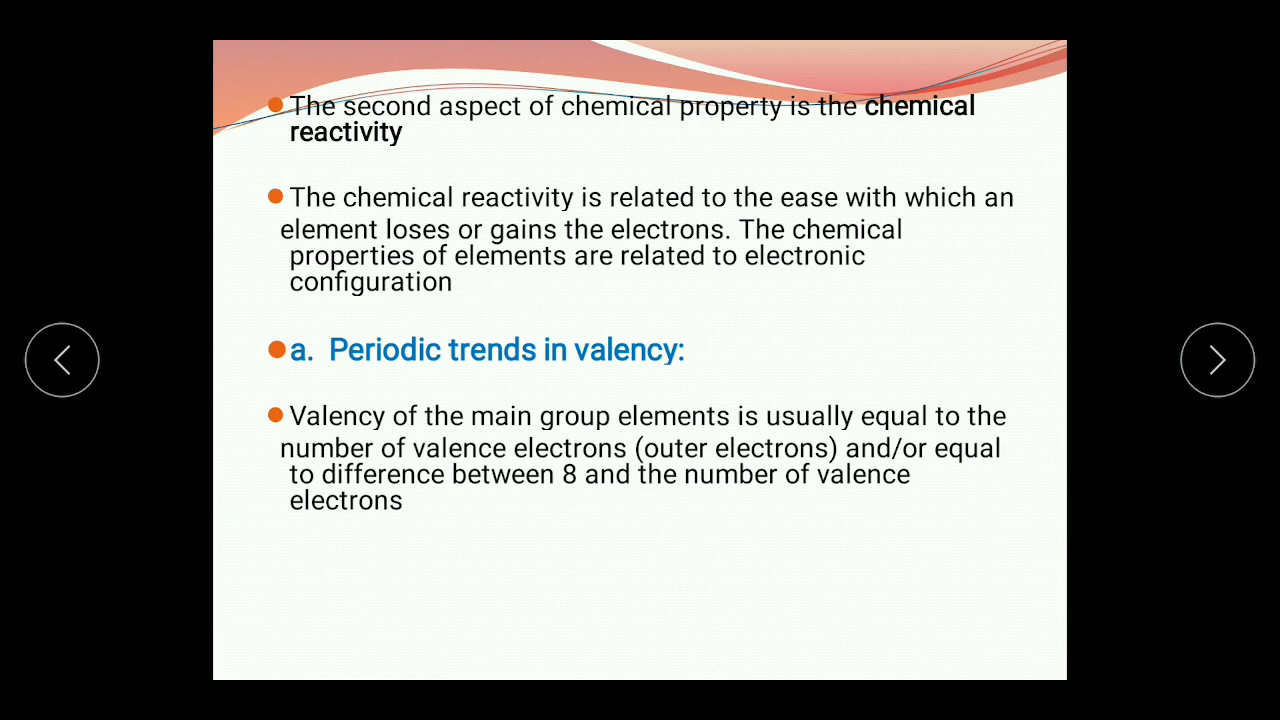 The second aspect of chemical property is the chemical
reactivity
The chemical reactivity is related to the ease with which an
element loses or gains the electrons. The chemical
properties of elements are related to electronic
configuration
a. Periodic trends in valency:
Valency of the main group elements is usually equal to the
number of valence electrons (outer electrons) and/or equal
to difference between 8 and the number of valence
electrons